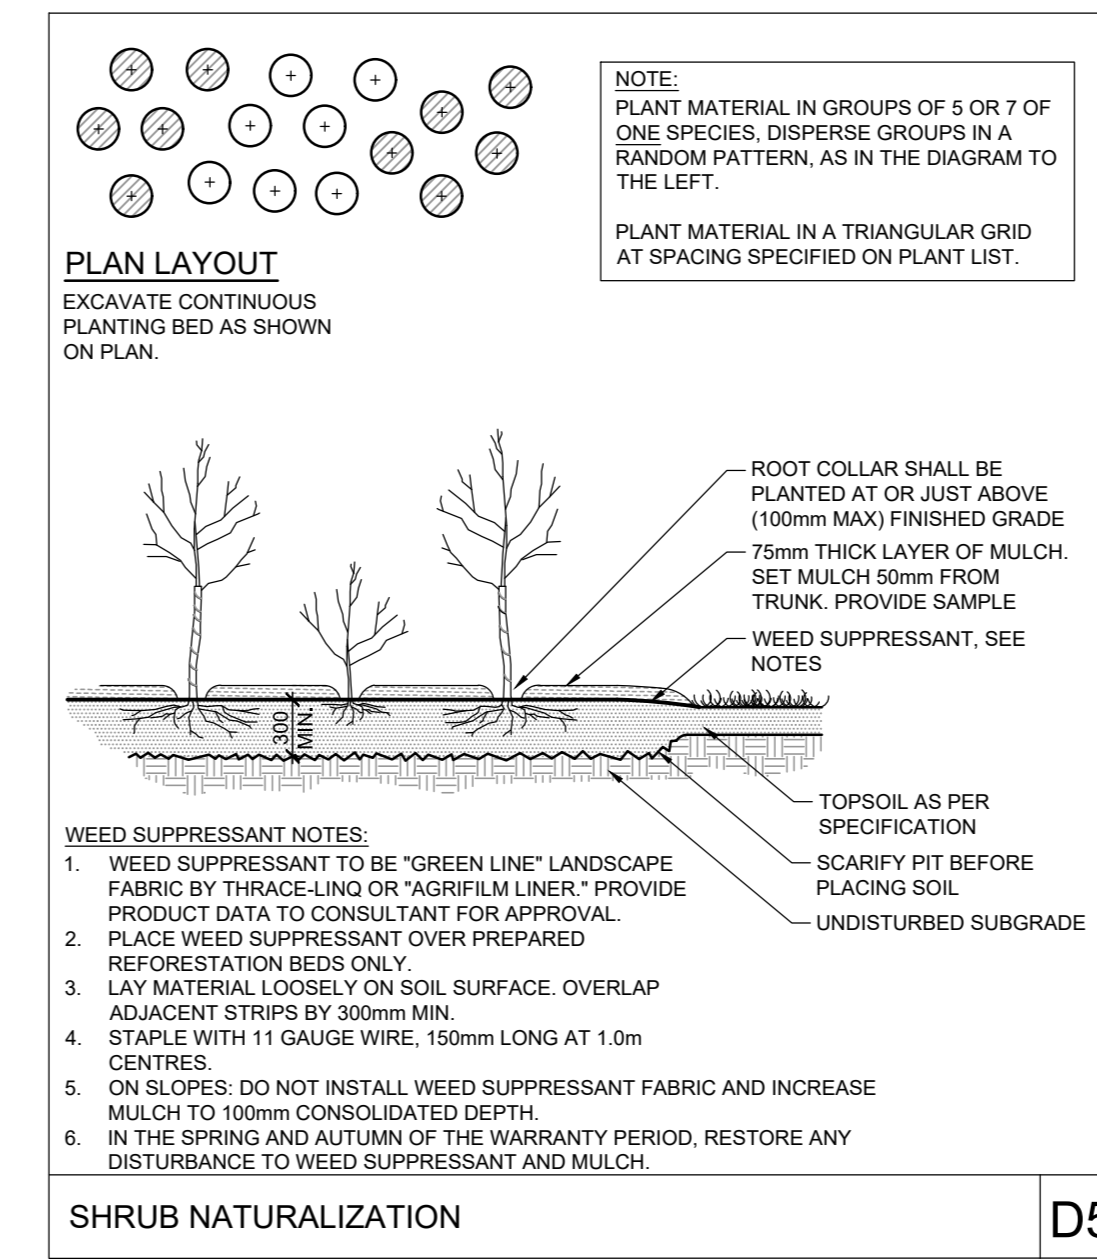 NOTE:
PLANT MATERIAL IN GROUPS OF 5 OR 7 OF
ONE SPECIES, DISPERSE GROUPS IN A
RANDOM PATTERN, AS IN THE DIAGRAM TO
THE LEFT.
PLANT MATERIAL IN A TRIANGULAR GRID
AT SPACING SPECIFIED ON PLANT LIST.
PLAN LAYOUT
EXCAVATE CONTINUOUS
PLANTING BED AS SHOWN
ON PLAN.
ROOT COLLAR SHALL BE
PLANTED AT OR JUST ABOVE
(100mm MAX) FINISHED GRADE
75mm THICK LAYER OF MULCH.
SET MULCH 50mm FROM
TRUNK. PROVIDE SAMPLE
WEED SUPPRESSANT, SEE
NOTES
300
MIN.
TOPSOIL AS PER
SPECIFICATION
SCARIFY PIT BEFORE
PLACING SOIL
UNDISTURBED SUBGRADE
WEED SUPPRESSANT NOTES:
1. WEED SUPPRESSANT TO BE "GREEN LINE" LANDSCAPE
FABRIC BY THRACE-LINQ OR "AGRIFILM LINER." PROVIDE
PRODUCT DATA TO CONSULTANT FOR APPROVAL.
2. PLACE WEED SUPPRESSANT OVER PREPARED
REFORESTATION BEDS ONLY.
3. LAY MATERIAL LOOSELY ON SOIL SURFACE. OVERLAP
ADJACENT STRIPS BY 300mm MIN.
4. STAPLE WITH 11 GAUGE WIRE, 150mm LONG AT 1.0m
CENTRES.
5. ON SLOPES: DO NOT INSTALL WEED SUPPRESSANT FABRIC AND INCREASE
MULCH TO 100mm CONSOLIDATED DEPTH.
6. IN THE SPRING AND AUTUMN OF THE WARRANTY PERIOD, RESTORE ANY
DISTURBANCE TO WEED SUPPRESSANT AND MULCH.
SHRUB NATURALIZATION
D5